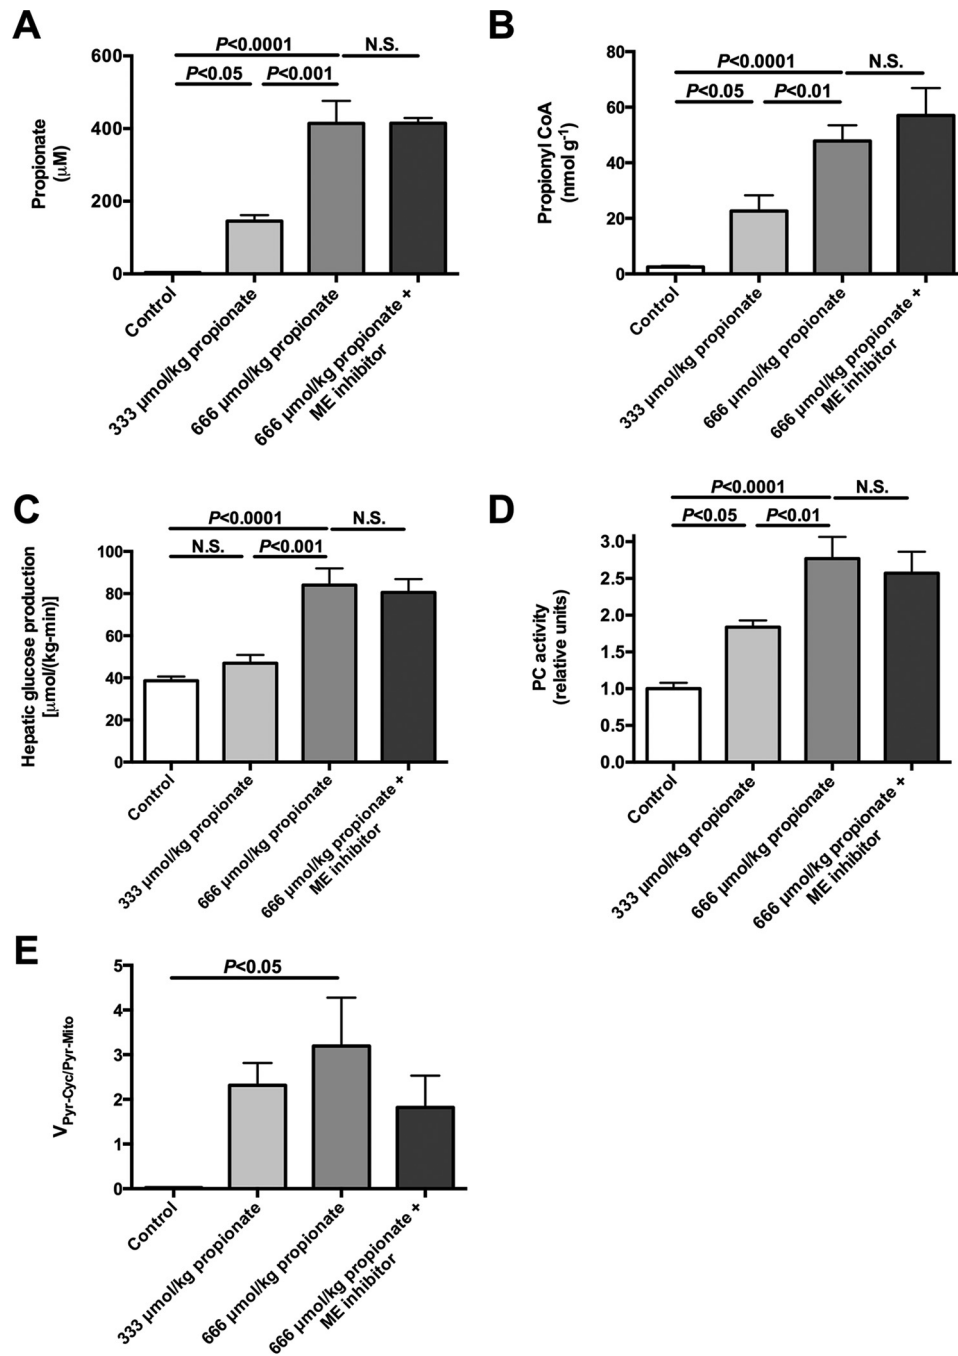 A
Propionate
(μM)
600
400
200
0
P<0.0001
N.S.
P<0.05
P<0.001
Control
333 μmol/kg propionate
666 μmol/kg propionate
666 μmol/kg propionate +
ME inhibitor
B
Propionyl CoA
(nmol g-1)
80
60
40
20
0
P<0.0001
N.S.
P<0.05
P<0.01
Control
333 μmol/kg propionate
666 μmol/kg propionate
666 μmol/kg propionate +
ME inhibitor
C
Hepatic glucose production
[μmol/(kg-min)]
100
80
60
40
20
0
P<0.0001
N.S.
N.S.
P<0.001
Control
333 μmol/kg propionate
666 μmol/kg propionate
666 μmol/kg propionate +
ME inhibitor
D
PC activity
(relative units)
3.0
2.5
2.0
1.5
1.0
0.5
0.0
P<0.0001
N.S.
P<0.05
P<0.01
Control
333 μmol/kg propionate
666 μmol/kg propionate
666 μmol/kg propionate +
ME inhibitor
E
VPyr-Cyc/Pyr-Mito
5
4
3
2
1
0
P<0.05
Control
333 μmol/kg propionate
666 μmol/kg propionate
666 μmol/kg propionate +
ME inhibitor